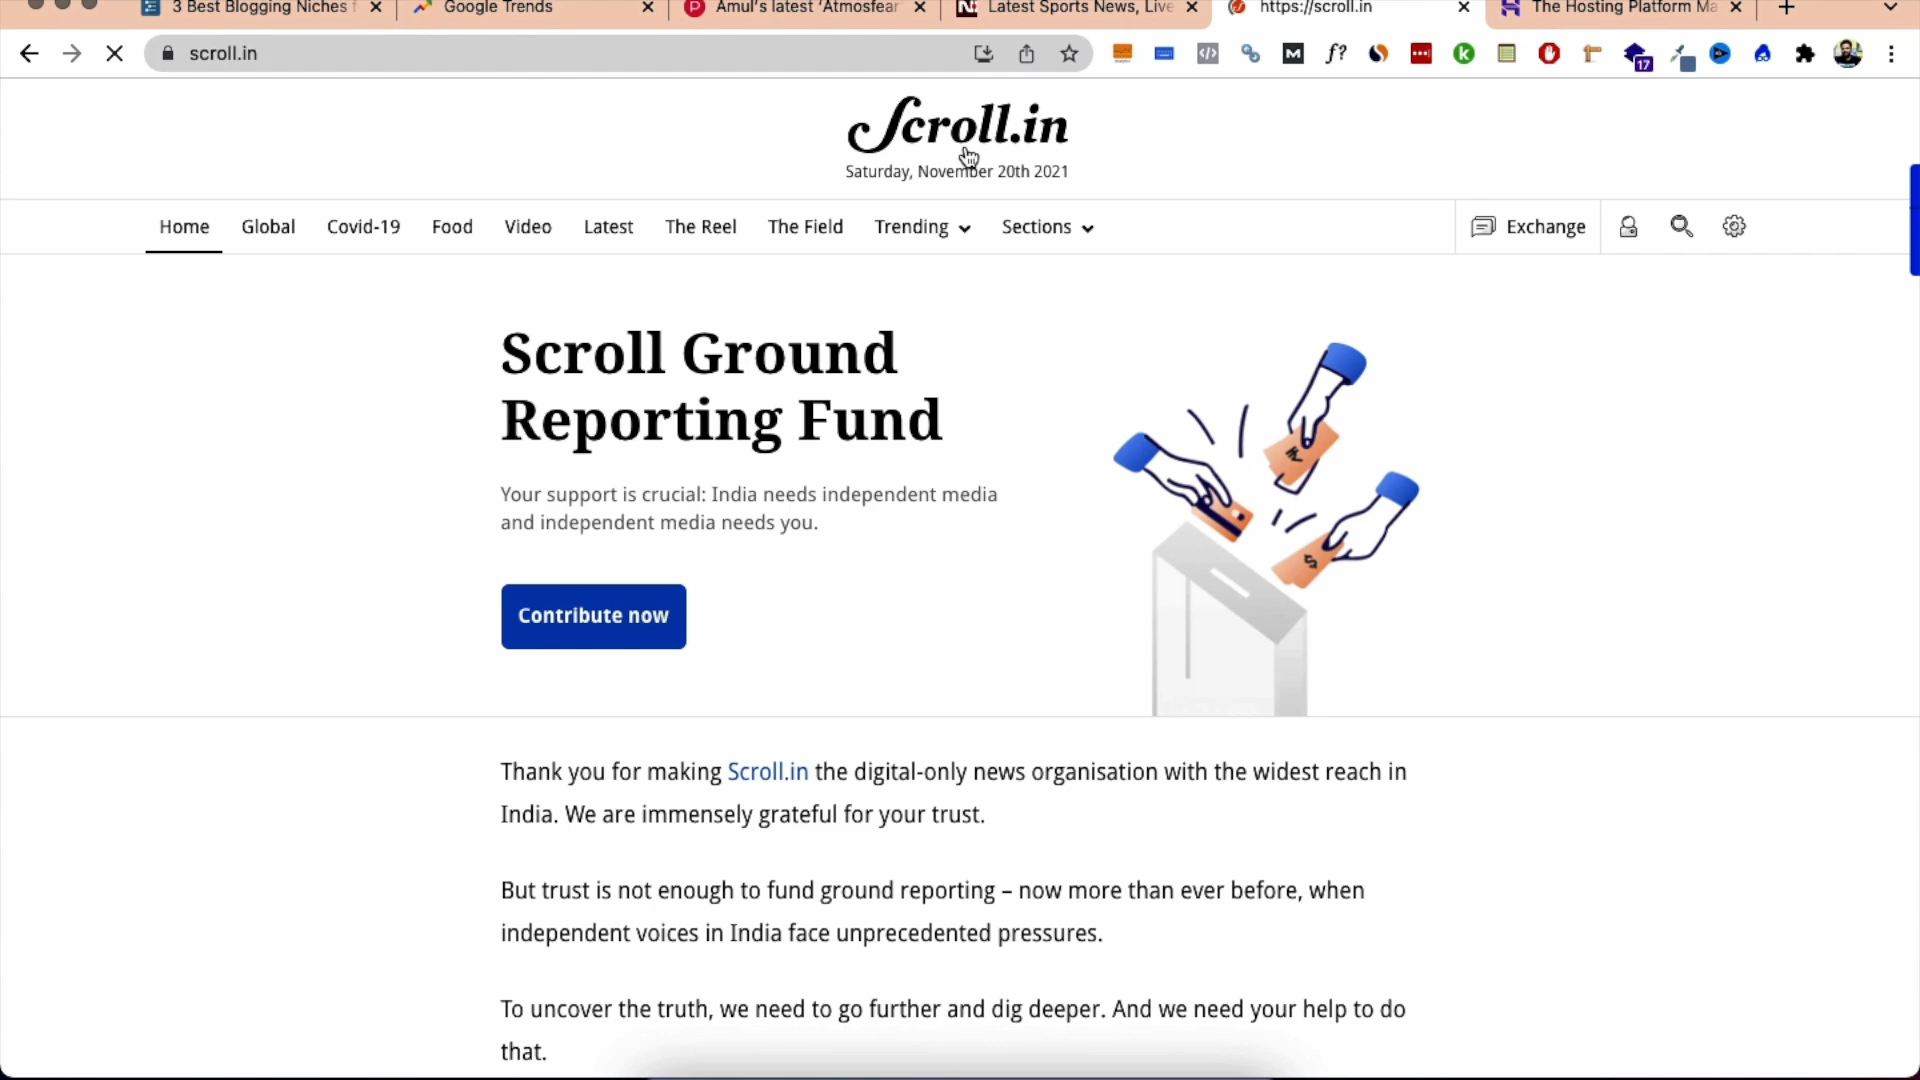 3 Best Blogging Niches f
Google Trends
Amul's latest 'Atmosfear'
Latest Sports News, Live
https://scroll.in
The Hosting Platform Ma
scroll.in
17
Scroll.in
Saturday, November 20th 2021
Home
Global
Covid-19
Food
Video
Latest
The Reel
The Field
Trending
Sections
Exchange
Scroll Ground
Reporting Fund
Your support is crucial: India needs independent media
and independent media needs you.
Contribute now
Thank you for making Scroll.in the digital-only news organisation with the widest reach in
India. We are immensely grateful for your trust.
But trust is not enough to fund ground reporting – now more than ever before, when
independent voices in India face unprecedented pressures.
To uncover the truth, we need to go further and dig deeper. And we need your help to do
that.